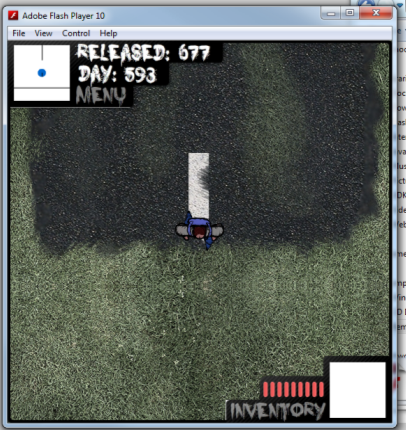 Adobe Flash Player 10
File View Control Help
RELEASED: 677
DAY: 593
MENU
INVENTORY